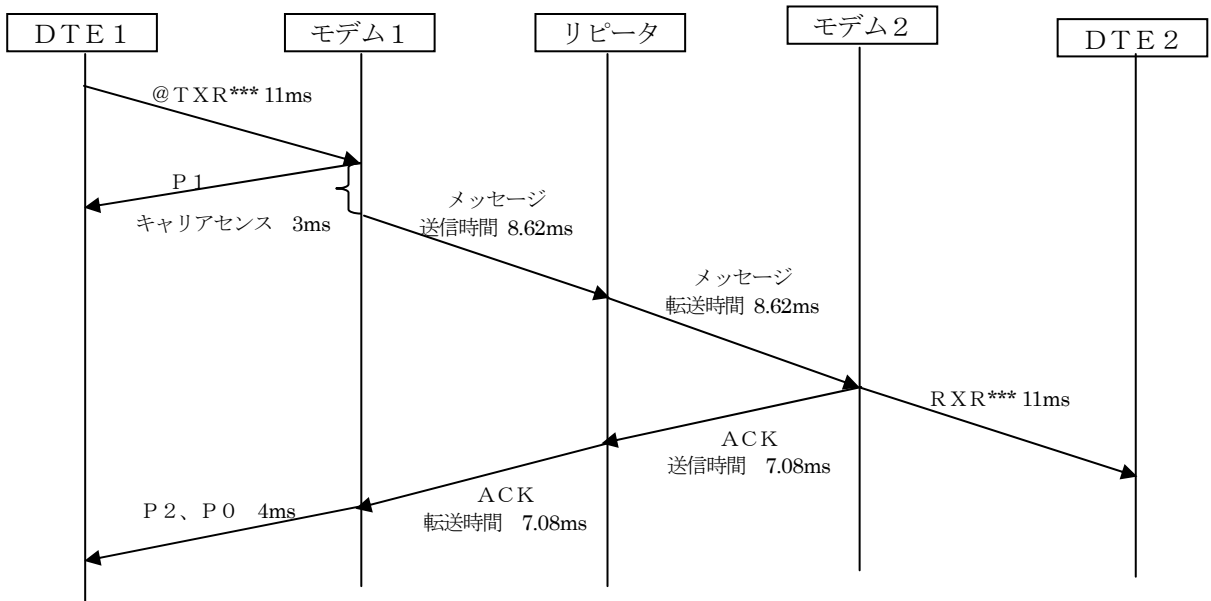 ＤＴＥ１
モデム１
リピータ
モデム２
ＤＴＥ２
@ＴＸＲ*** 11ms
Ｐ１
キャリアセンス　3ms
メッセージ
送信時間 8.62ms
メッセージ
転送時間 8.62ms
ＲＸＲ*** 11ms
ＡＣＫ
送信時間　7.08ms
ＡＣＫ
転送時間　7.08ms
Ｐ２、Ｐ０　4ms